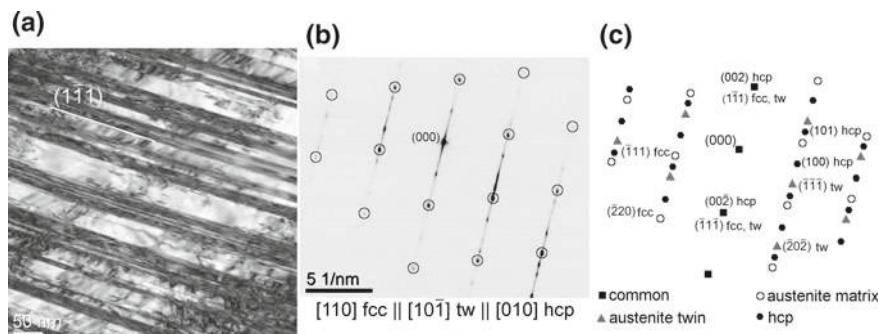 (a)
(111̄)
50 nm
(b)
(000)
5 1/nm
[110] fcc || [101̄] tw || [010] hcp
(c)
(002) hcp
(11̄1) fcc, tw
(101) hcp
(1̄11) fcc
(000)
(100) hcp
(002̄) hcp
(1̄1̄1̄) tw
(2̄20) fcc
(1̄11̄) fcc, tw
(2̄02̄) tw
■ common
○ austenite matrix
▲ austenite twin
● hcp